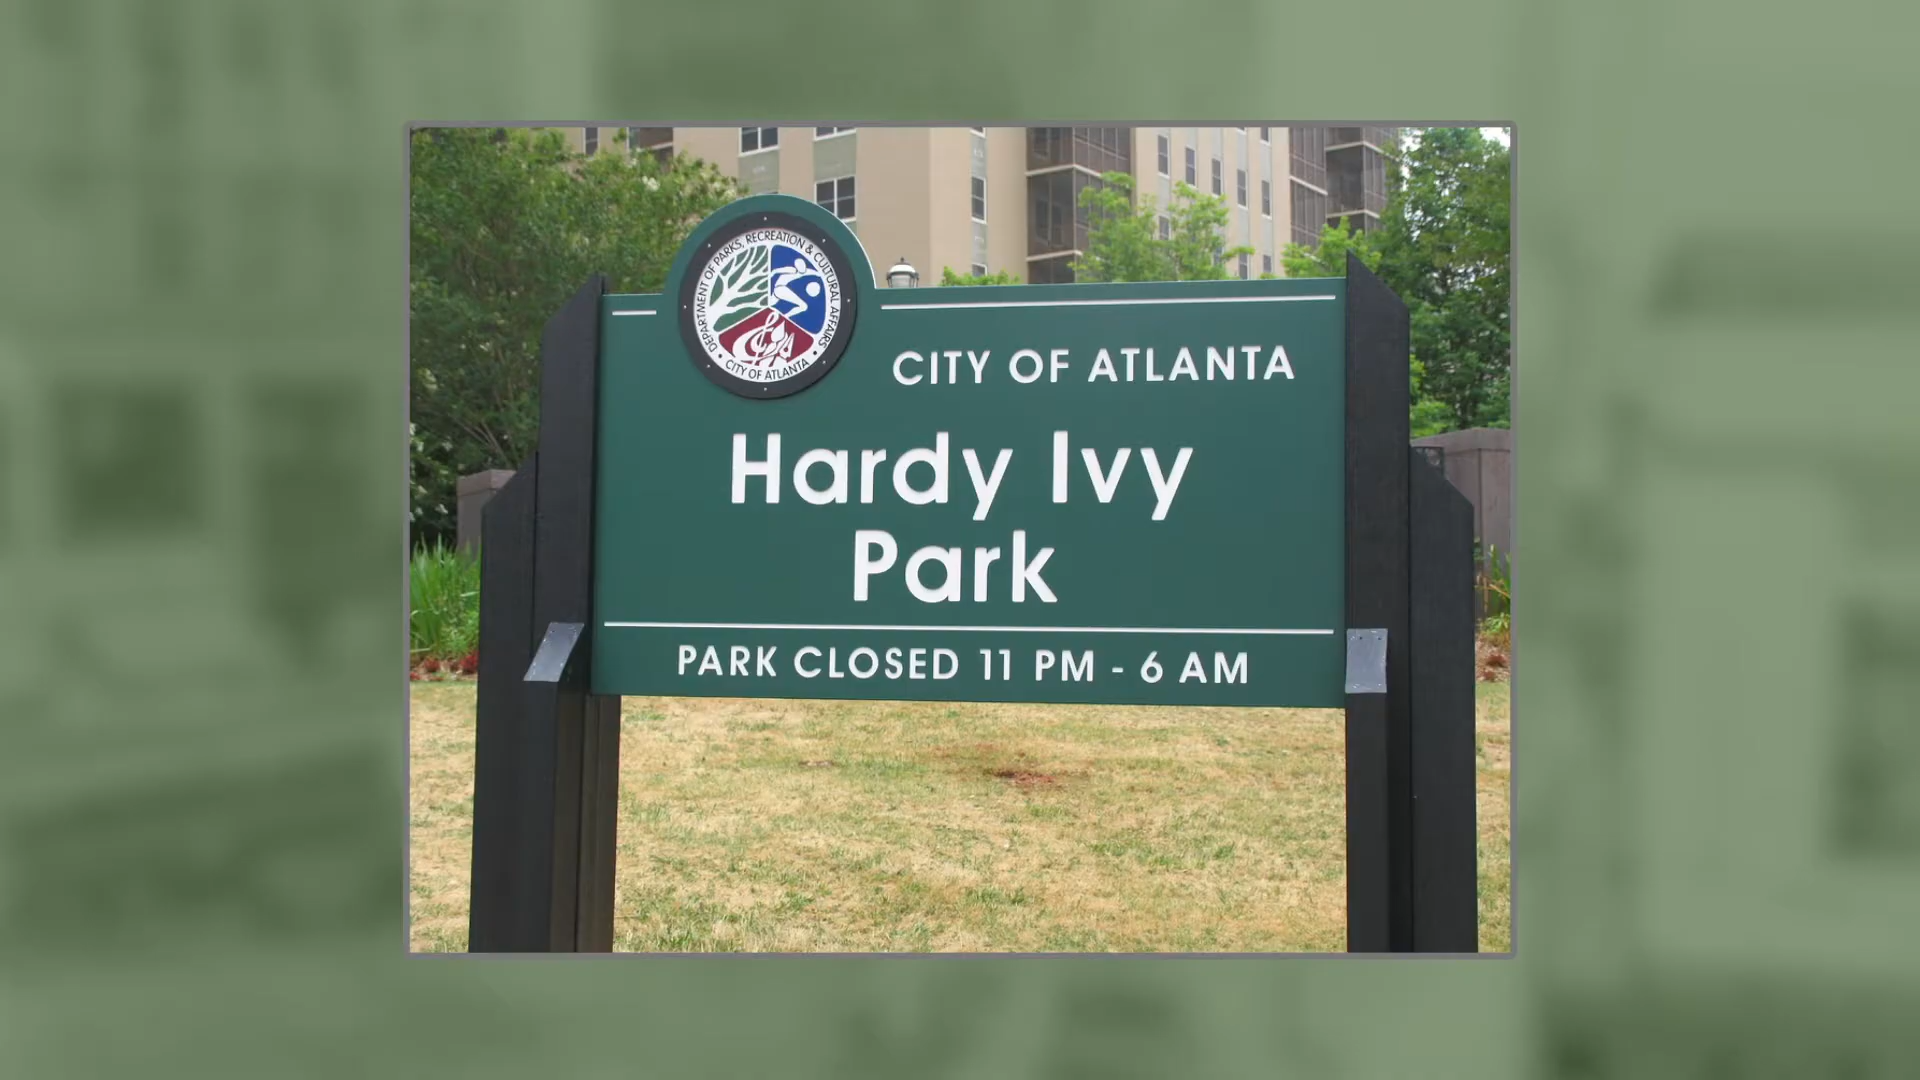 DEPARTMENT OF PARKS, RECREATION & CULTURAL AFFAIRS
• CITY OF ATLANTA •
CITY OF ATLANTA
Hardy Ivy
Park
PARK CLOSED 11 PM - 6 AM